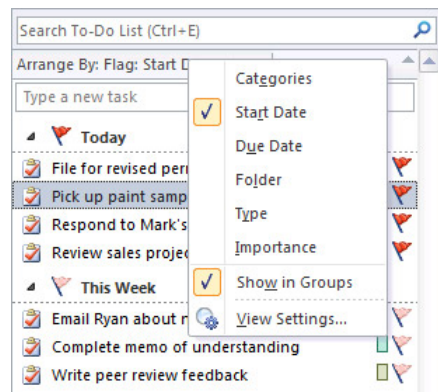 Search To-Do List (Ctrl+E)
Arrange By: Flag: Start D
Type a new task
Today
File for revised per
Pick up paint samp
Respond to Mark's
Review sales projec
This Week
Email Ryan about
Complete memo of understanding
Write peer review feedback
Categories
Start Date
Due Date
Folder
Type
Importance
Show in Groups
View Settings...